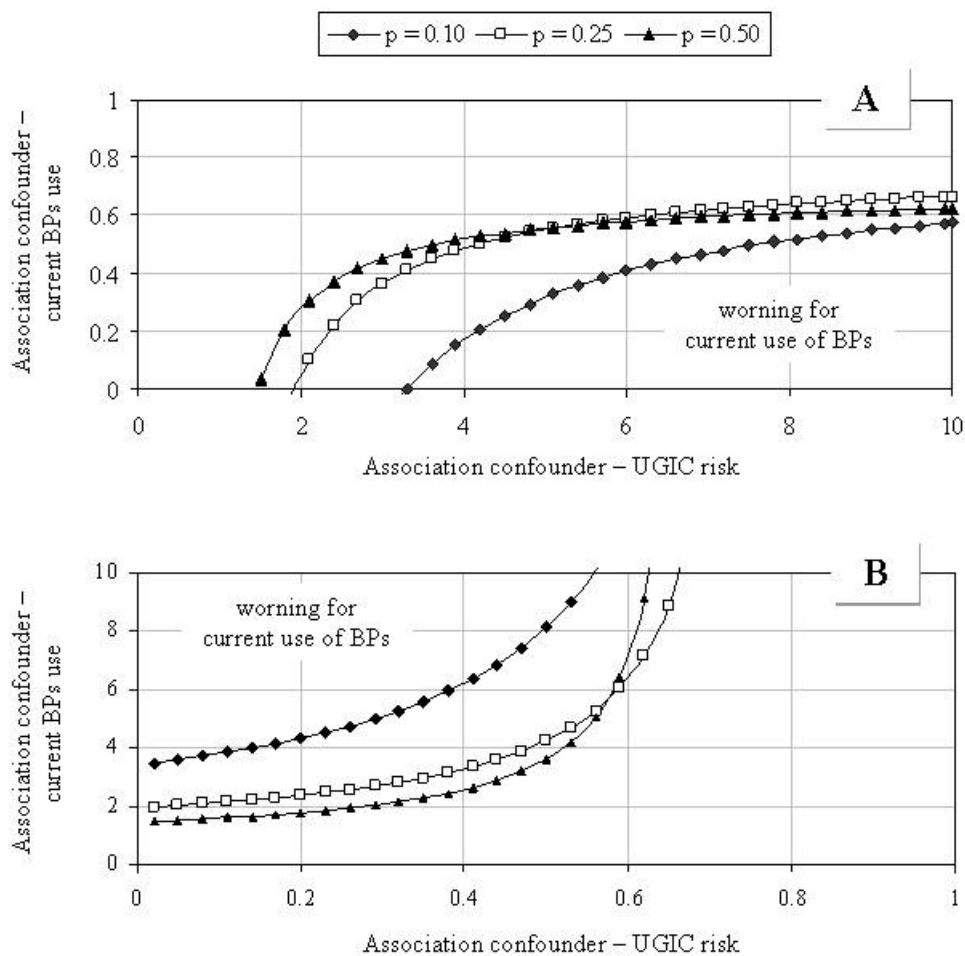 p = 0.10 p = 0.25 p = 0.50
A
Association confounder –
current BPs use
1
0.8
0.6
0.4
0.2
0
worning for
current use of BPs
0 2 4 6 8 10
Association confounder – UGIC risk
B
Association confounder –
current BPs use
10
8
6
4
2
0
worning for
current use of BPs
0 0.2 0.4 0.6 0.8 1
Association confounder – UGIC risk